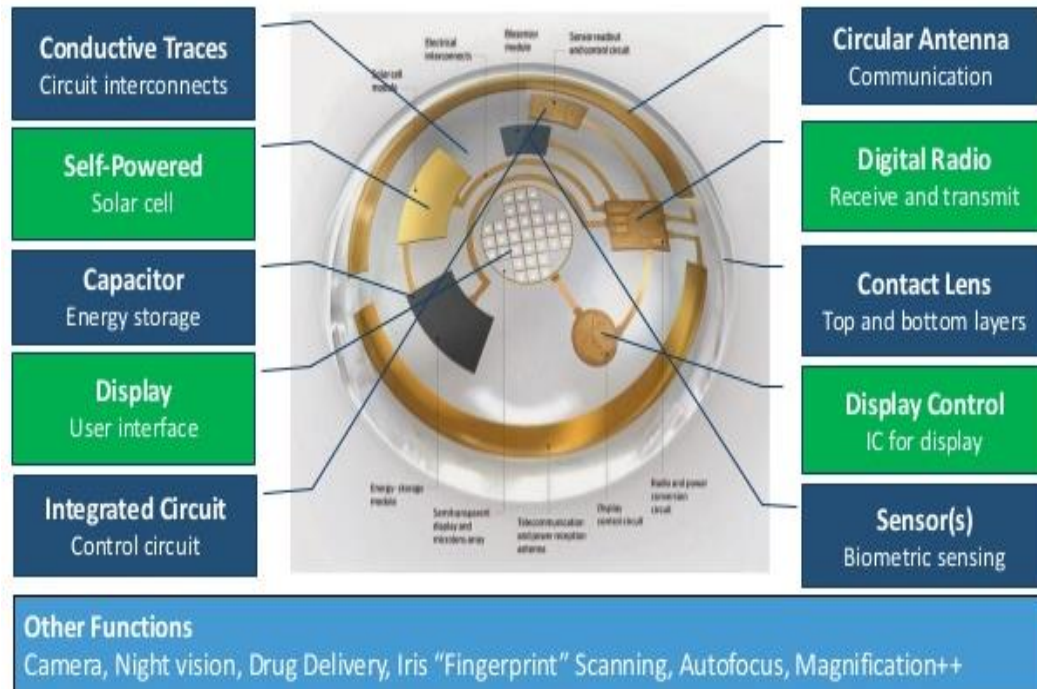 Conductive Traces
Circuit interconnects
Self-Powered
Solar cell
Capacitor
Energy storage
Display
User interface
Integrated Circuit
Control circuit
Electrical
interconnects
Biosensor
module
Sensor readout
and control circuit
Solar cell
module
Energy- storage
module
Semitransparent
display and
microlens array
Telecommunication
and power reception
antenna
Display
control circuit
Radio and power
conversion
circuit
Circular Antenna
Communication
Digital Radio
Receive and transmit
Contact Lens
Top and bottom layers
Display Control
IC for display
Sensor(s)
Biometric sensing
Other Functions
Camera, Night vision, Drug Delivery, Iris “Fingerprint” Scanning, Autofocus, Magnification++